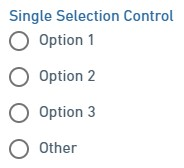 Single Selection Control
Option 1
Option 2
Option 3
Other